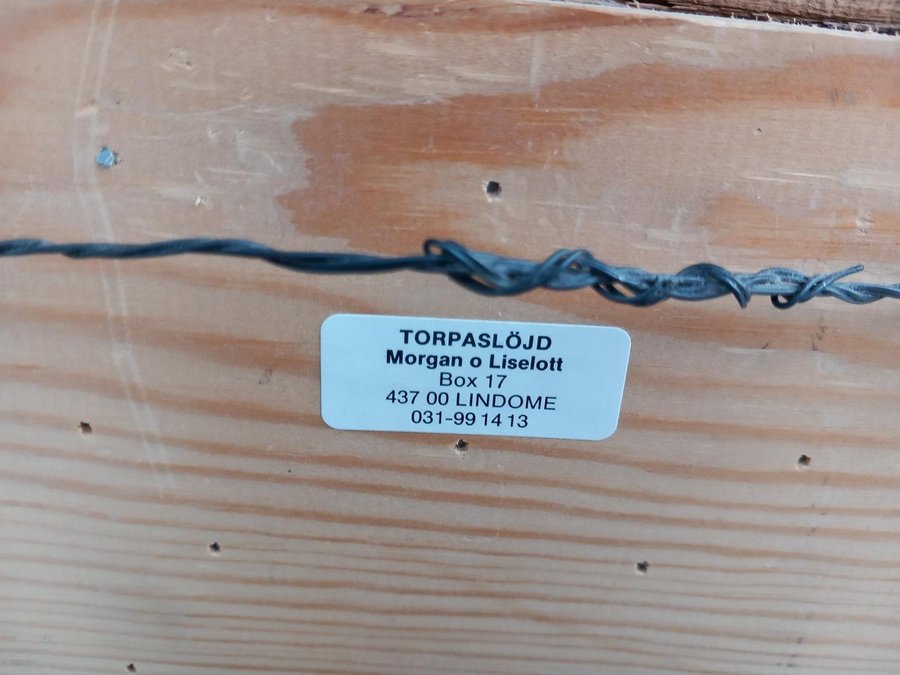 TORPASLÖJD
Morgan o Liselott
Box 17
437 00 LINDOME
031-99 14 13